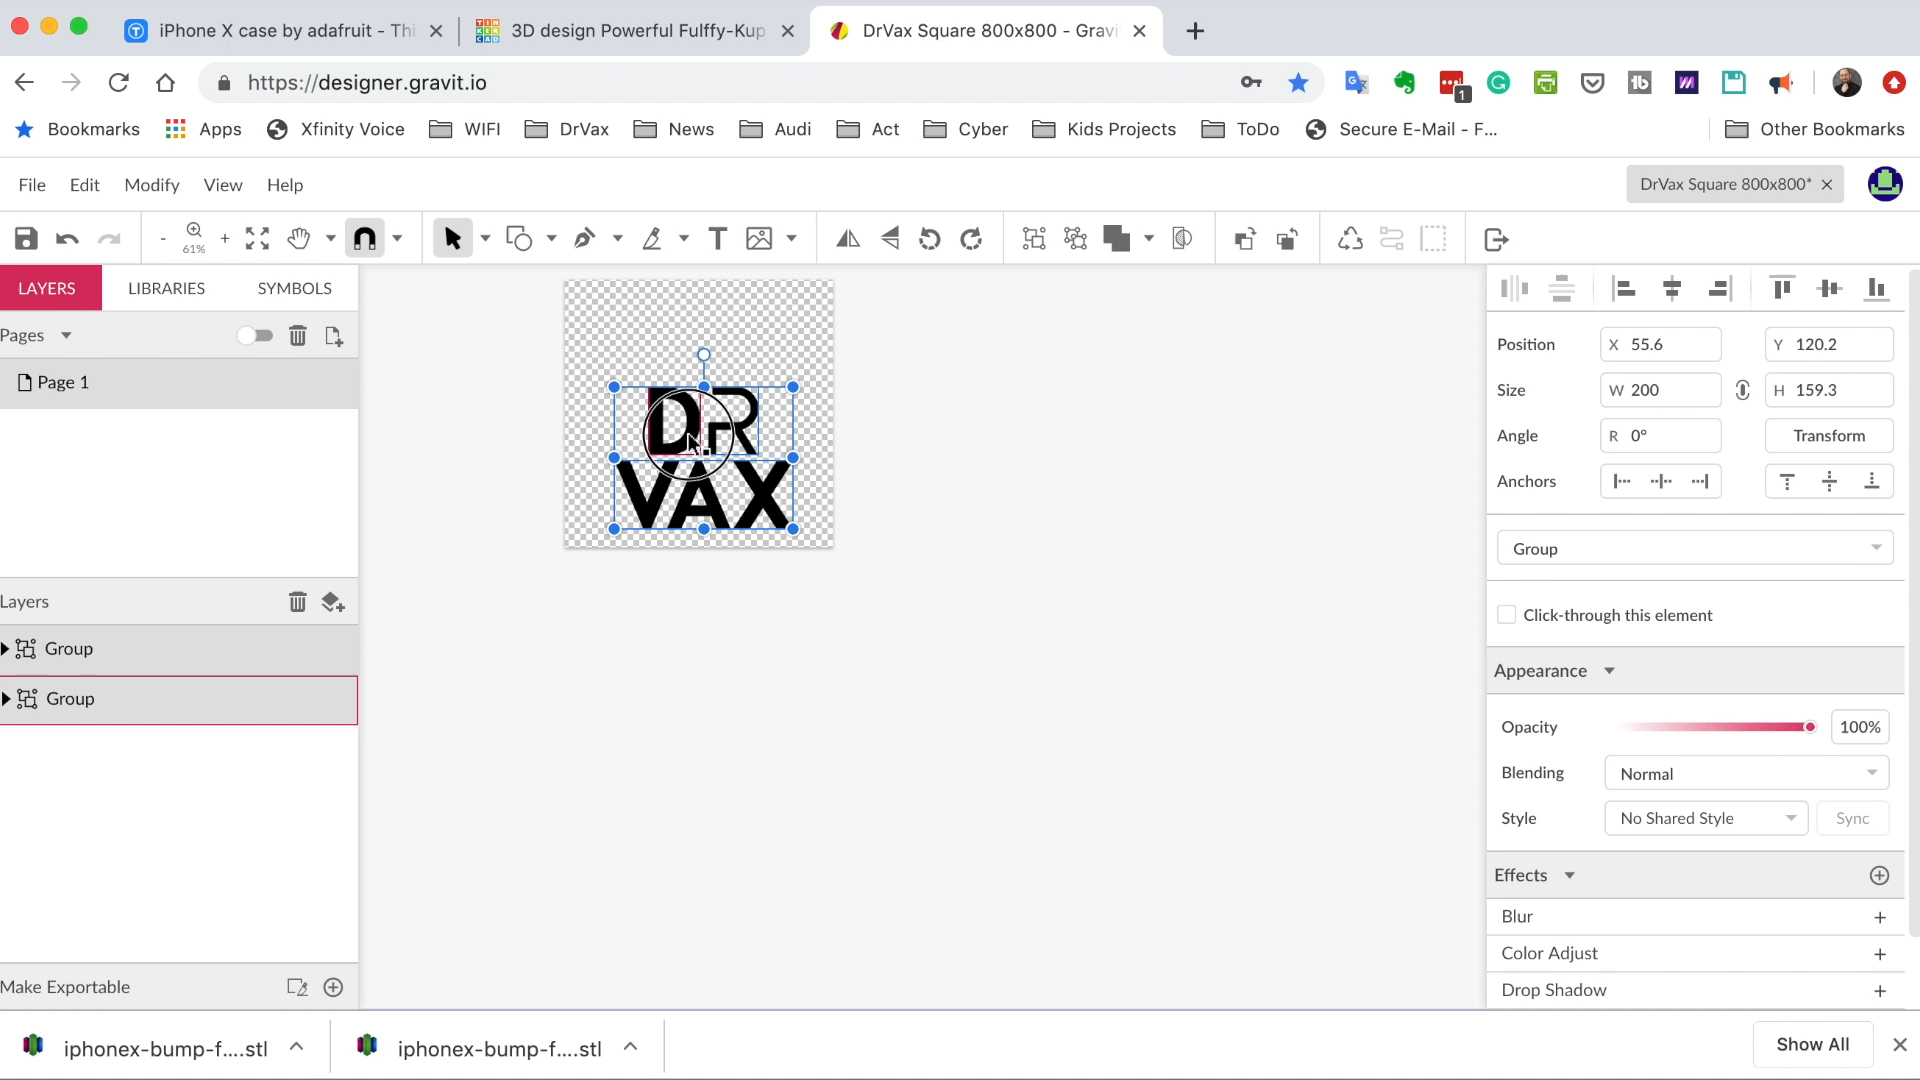 iPhone X case by adafruit - Thi
3D design Powerful Fulffy-Kup
DrVax Square 800x800 - Gravi
https://designer.gravit.io
1
Bookmarks
Apps
Xfinity Voice
WIFI
DrVax
News
Audi
Act
Cyber
Kids Projects
ToDo
Secure E-Mail - F...
Other Bookmarks
File
Edit
Modify
View
Help
DrVax Square 800x800*
- 61% +
LAYERS
LIBRARIES
SYMBOLS
Pages
Page 1
Layers
Group
Group
Make Exportable
DR
VAX
Position X 55.6 Y 120.2
Size W 200 H 159.3
Angle R 0° Transform
Anchors
Group
Click-through this element
Appearance
Opacity 100%
Blending Normal
Style No Shared Style Sync
Effects
Blur
Color Adjust
Drop Shadow
iphonex-bump-f....stl
iphonex-bump-f....stl
Show All